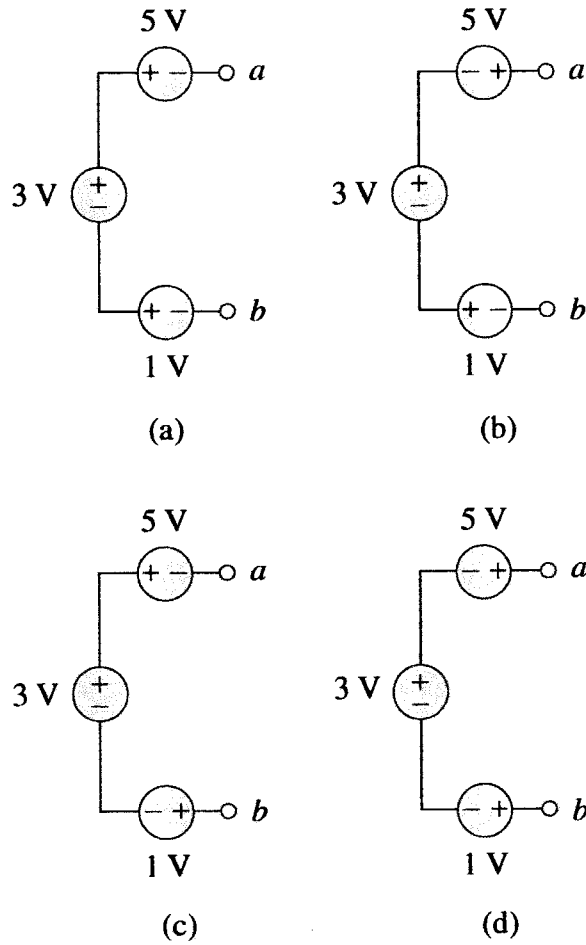 5 V
+ − a
3 V + −
+ − b
1 V
(a)
5 V
− + a
3 V + −
+ − b
1 V
(b)
5 V
+ − a
3 V + −
− + b
1 V
(c)
5 V
− + a
3 V + −
− + b
1 V
(d)